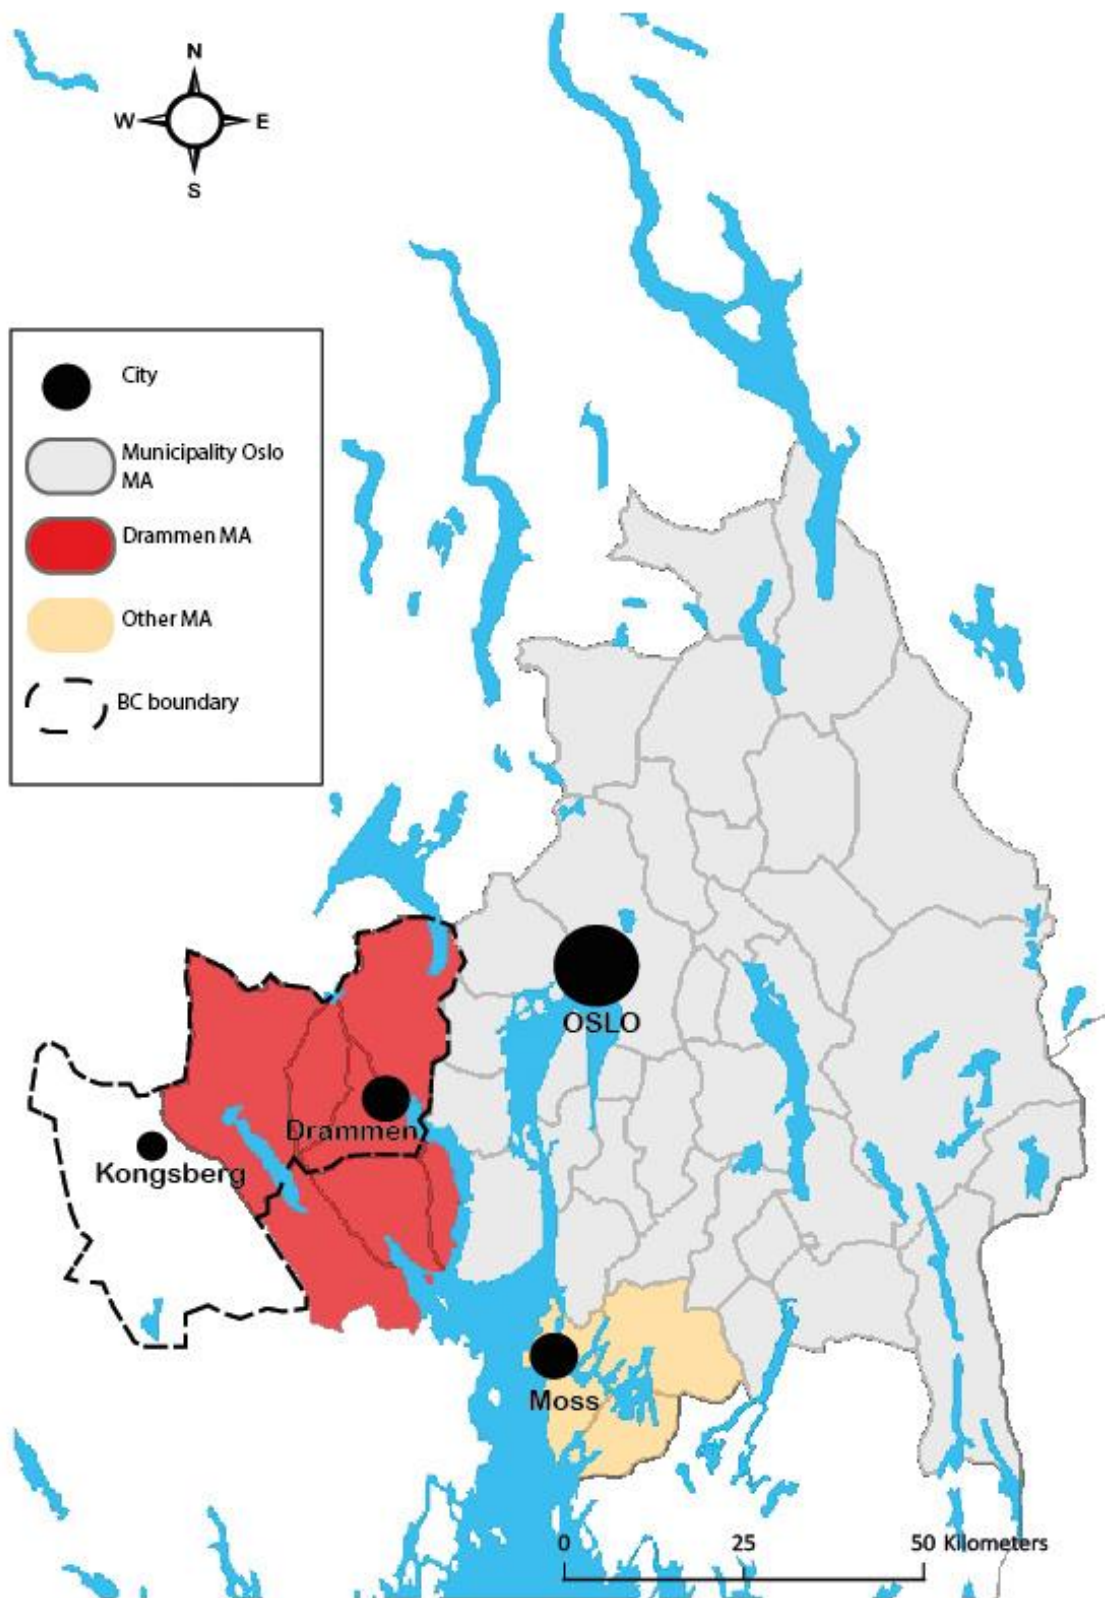 N
W E
S
City
Municipality Oslo
MA
Drammen MA
Other MA
BC boundary
OSLO
Drammen
Kongsberg
Moss
0 25 50 Kilometers